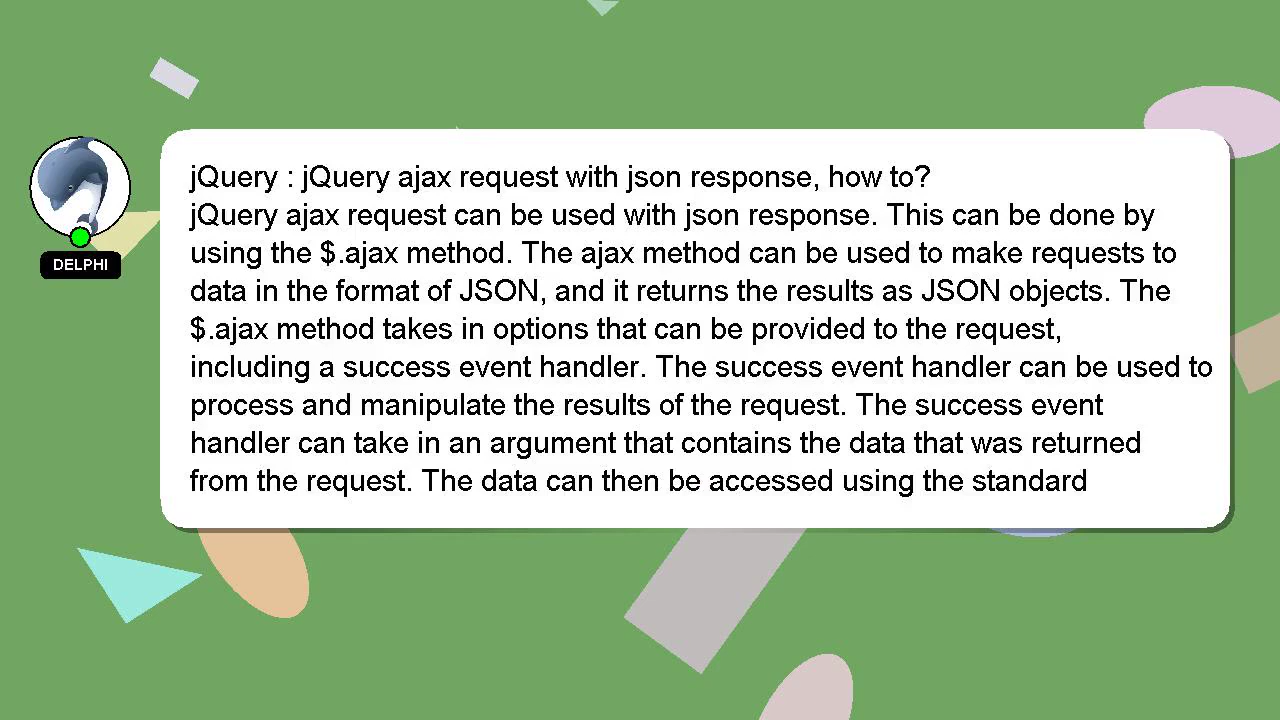 jQuery : jQuery ajax request with json response, how to?
jQuery ajax request can be used with json response. This can be done by
using the $.ajax method. The ajax method can be used to make requests to
data in the format of JSON, and it returns the results as JSON objects. The
$.ajax method takes in options that can be provided to the request,
including a success event handler. The success event handler can be used to
process and manipulate the results of the request. The success event
handler can take in an argument that contains the data that was returned
from the request. The data can then be accessed using the standard
DELPHI